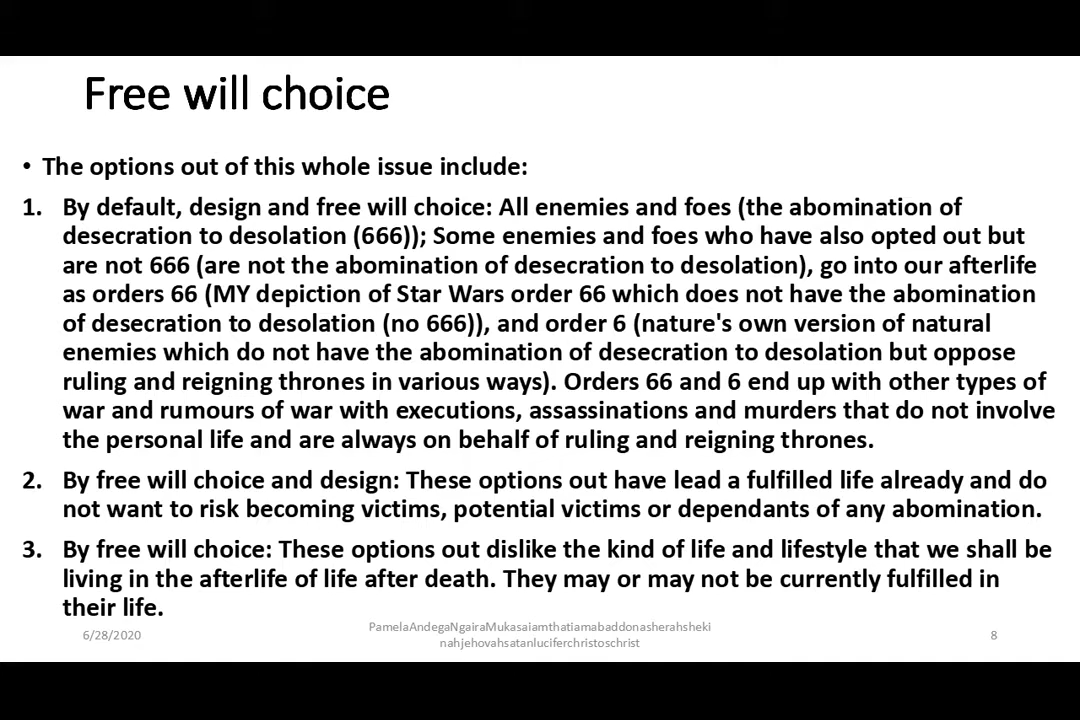 Free will choice
• The options out of this whole issue include:
1. By default, design and free will choice: All enemies and foes (the abomination of
desecration to desolation (666)); Some enemies and foes who have also opted out but
are not 666 (are not the abomination of desecration to desolation), go into our afterlife
as orders 66 (MY depiction of Star Wars order 66 which does not have the abomination
of desecration to desolation (no 666)), and order 6 (nature's own version of natural
enemies which do not have the abomination of desecration to desolation but oppose
ruling and reigning thrones in various ways). Orders 66 and 6 end up with other types of
war and rumours of war with executions, assassinations and murders that do not involve
the personal life and are always on behalf of ruling and reigning thrones.
2. By free will choice and design: These options out have lead a fulfilled life already and do
not want to risk becoming victims, potential victims or dependants of any abomination.
3. By free will choice: These options out dislike the kind of life and lifestyle that we shall be
living in the afterlife of life after death. They may or may not be currently fulfilled in
their life.
6/28/2020
PamelaAndegaNgairaMukasaiamthatiamabaddonasherahsheki
nahjehovahsatanluciferchristoschrist
8